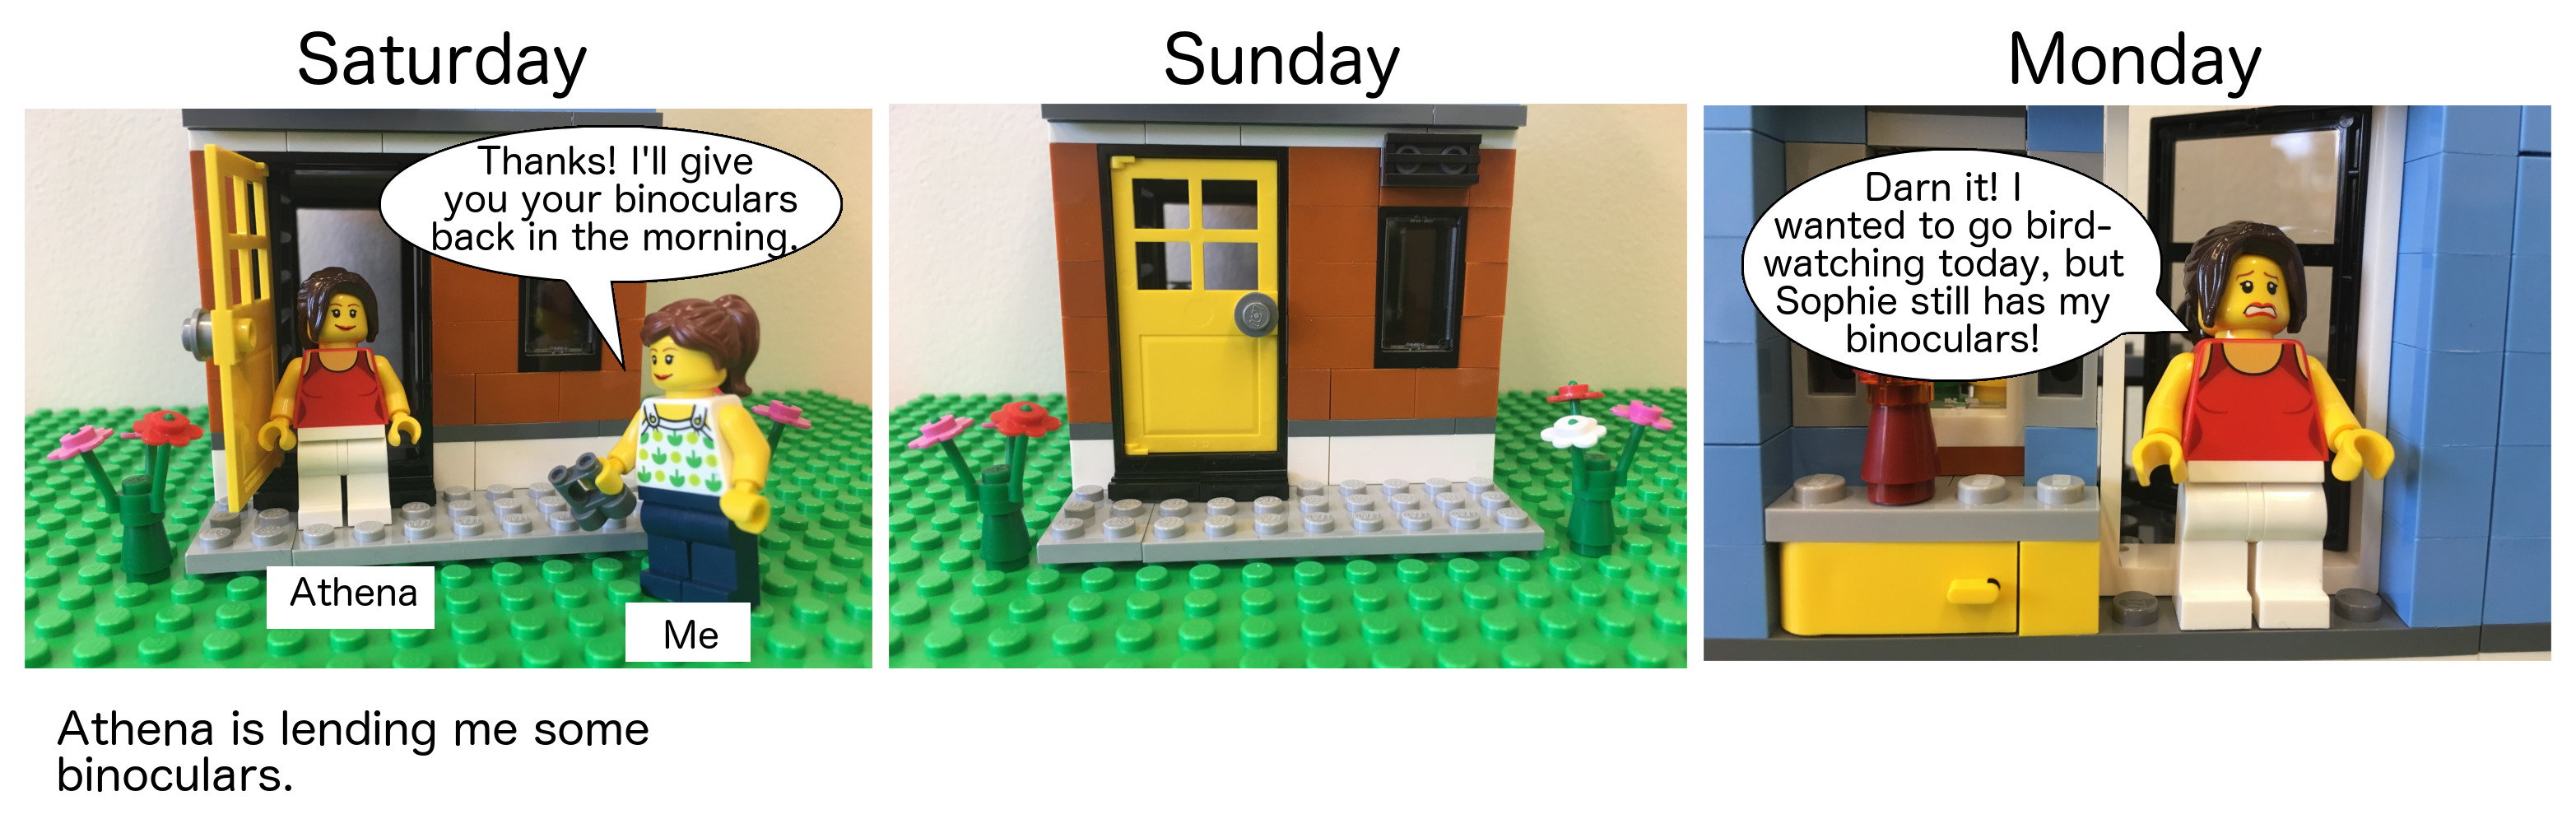 Saturday
Thanks! I'll give
you your binoculars
back in the morning.
Athena
Me
Athena is lending me some
binoculars.
Sunday
Monday
Darn it! I
wanted to go bird-
watching today, but
Sophie still has my
binoculars!